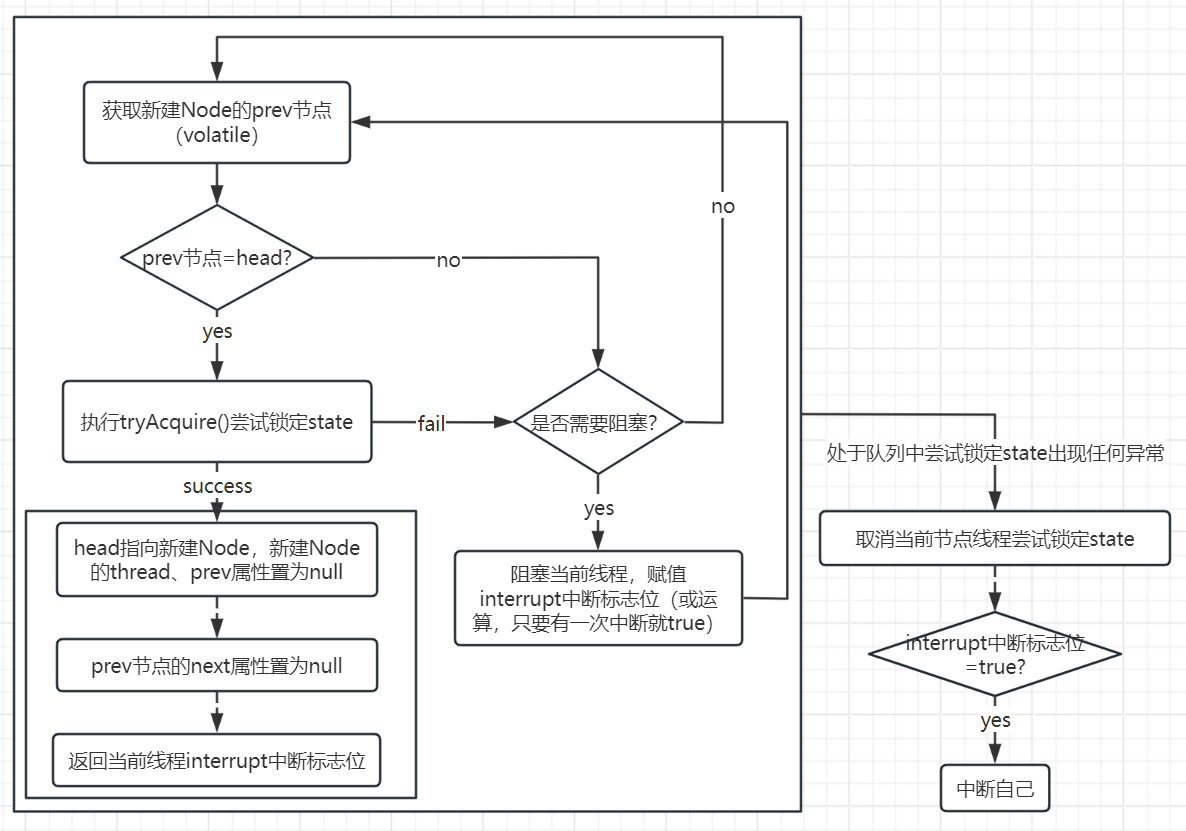 获取新建Node的prev节点
（volatile）
no
prev节点=head?
no
yes
执行tryAcquire()尝试锁定state
fail
是否需要阻塞?
处于队列中尝试锁定state出现任何异常
success
yes
head指向新建Node，新建Node
的thread、prev属性置为null
取消当前节点线程尝试锁定state
阻塞当前线程，赋值
interrupt中断标志位（或运
算，只要有一次中断就true）
prev节点的next属性置为null
interrupt中断标志位
=true?
yes
返回当前线程interrupt中断标志位
中断自己